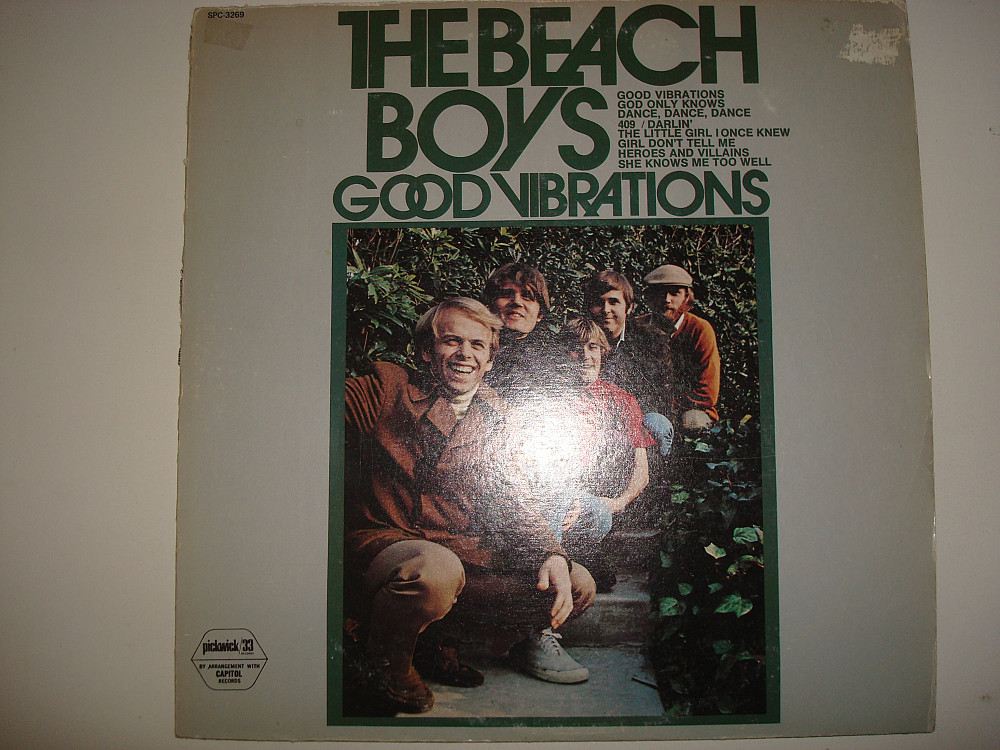 SPC-3269
THE BEACH
BOYS
GOOD VIBRATIONS
GOD ONLY KNOWS
DANCE, DANCE, DANCE
409 / DARLIN'
THE LITTLE GIRL I ONCE KNEW
GIRL DON'T TELL ME
HEROES AND VILLAINS
SHE KNOWS ME TOO WELL
GOOD VIBRATIONS
pickwick/33
BY ARRANGEMENT WITH
CAPITOL
RECORDS